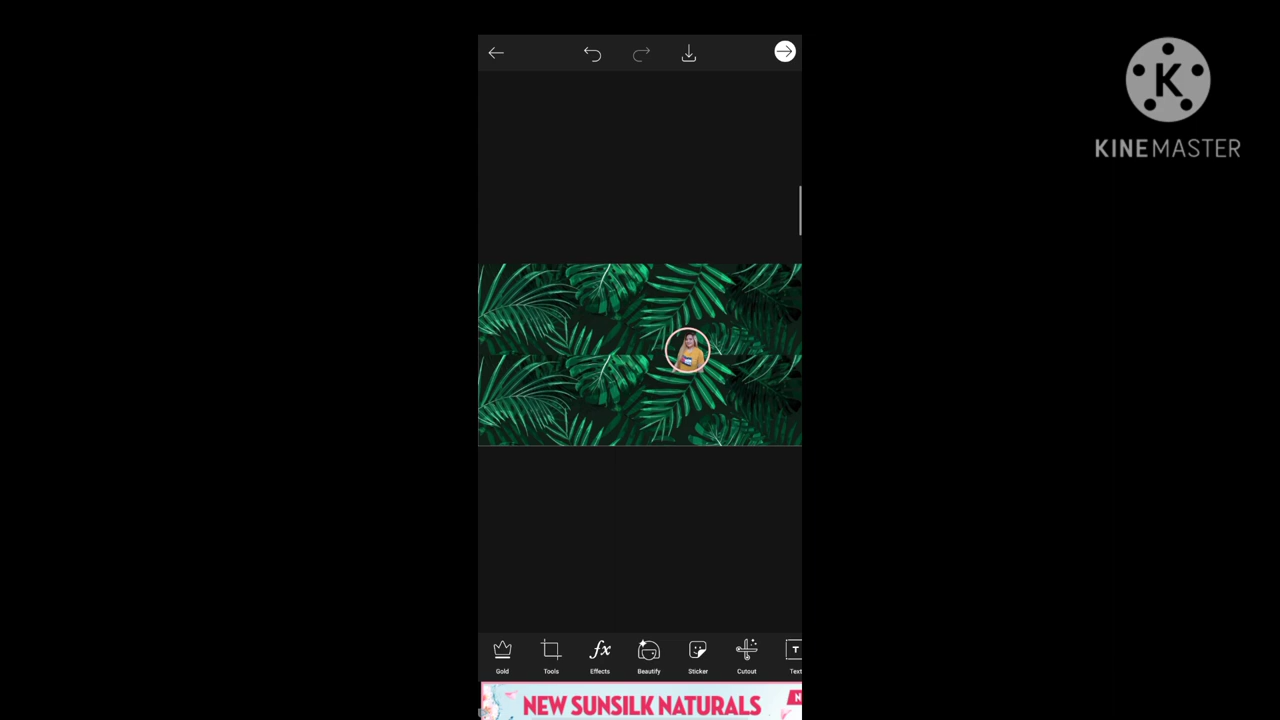 KINEMASTER
Gold
Tools
Effects
Beautify
Sticker
Cutout
Text
NEW SUNSILK NATURALS